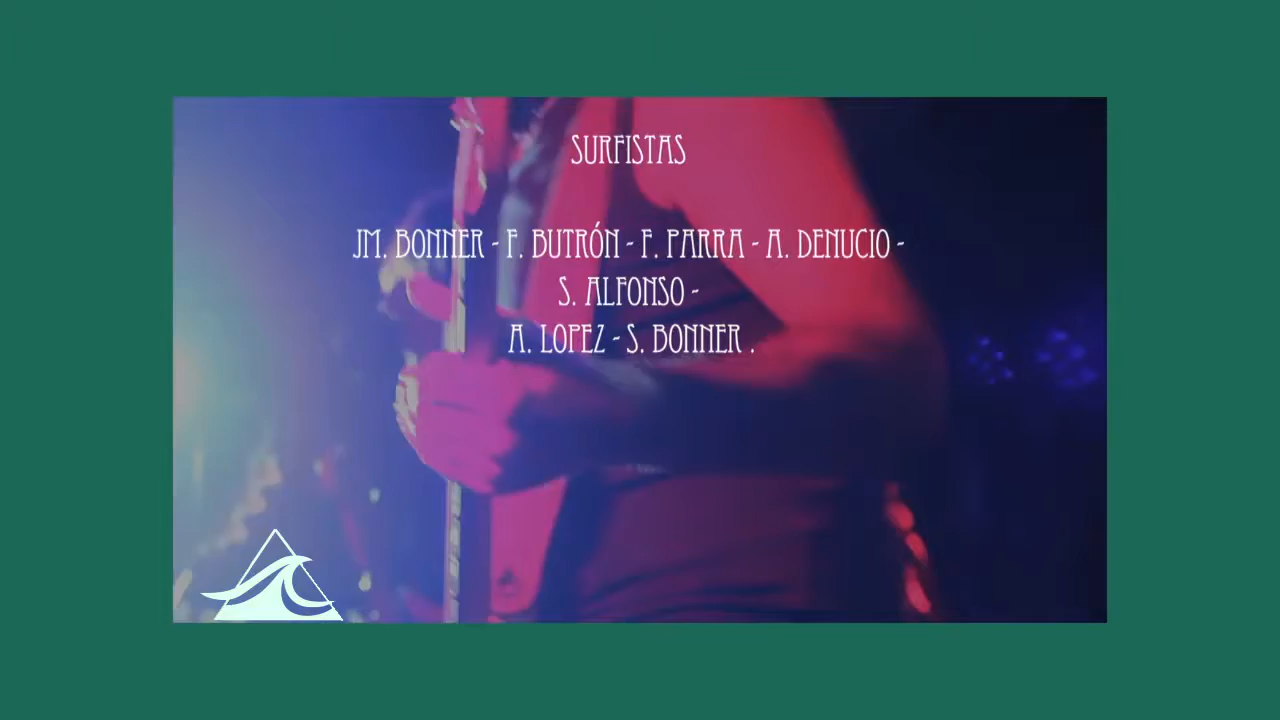 SURFISTAS
JM. BONNER - F. BUTRÓN - F. PARRA - A. DENUCIO -
S. ALFONSO -
A. LOPEZ - S. BONNER .